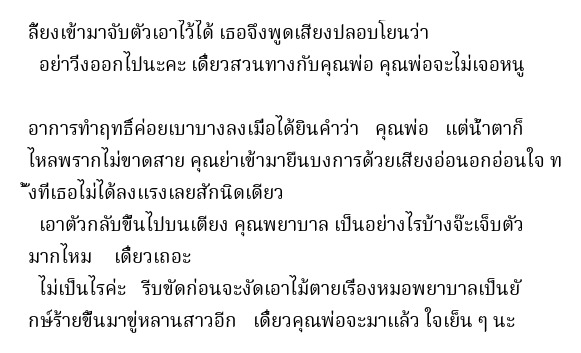 ลี้ยงเข้ามาจับตัวเอาไว้ได้ เธอจึงพูดเสียงปลอบโยนว่า
อย่าวิ่งออกไปนะคะ เดี๋ยวสวนทางกับคุณพ่อ คุณพ่อจะไม่เจอหนู
อาการทำฤทธิ์ค่อยเบาบางลงเมื่อได้ยินคำว่า คุณพ่อ แต่น้ำตาก็
ไหลพรากไม่ขาดสาย คุณย่าเข้ามายืนบงการด้วยเสียงอ่อนอกอ่อนใจ ท
ั้งที่เธอไม่ได้ลงแรงเลยสักนิดเดียว
เอาตัวกลับขึ้นไปบนเตียง คุณพยาบาล เป็นอย่างไรบ้างจ๊ะเจ็บตัว
มากไหม เดี๋ยวเถอะ
ไม่เป็นไรค่ะ รีบขัดก่อนจะงัดเอาไม้ตายเรื่องหมอพยาบาลเป็นยั
กษ์ร้ายขึ้นมาขู่หลานสาวอีก เดี๋ยวคุณพ่อจะมาแล้ว ใจเย็น ๆ นะ